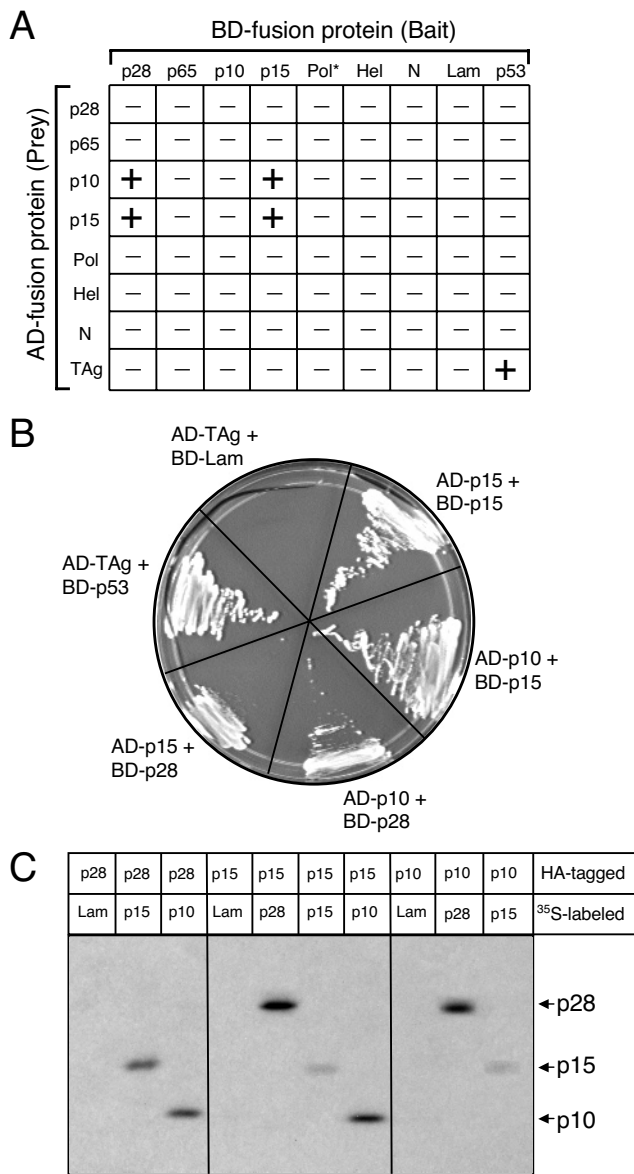 A
BD-fusion protein (Bait)
p28 p65 p10 p15 Pol* Hel N Lam p53
AD-fusion protein (Prey)
p28 – – – – – – – – –
p65 – – – – – – – – –
p10 + – – + – – – – –
p15 + – – + – – – – –
Pol – – – – – – – – –
Hel – – – – – – – – –
N – – – – – – – – –
TAg – – – – – – – – +
B
AD-TAg +
BD-Lam
AD-p15 +
BD-p15
AD-TAg +
BD-p53
AD-p10 +
BD-p15
AD-p15 +
BD-p28
AD-p10 +
BD-p28
C
p28 p28 p28 p15 p15 p15 p15 p10 p10 p10 HA-tagged
Lam p15 p10 Lam p28 p15 p10 Lam p28 p15 ³⁵S-labeled
p28
p15
p10